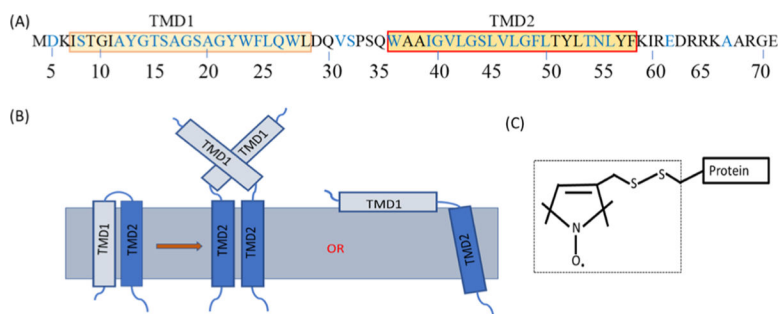 (A) TMD1 TMD2
MDKISTGIAYGTSAGSAGYWFLQWLDQVSPSQWAAIGVLGSLVLGFLTYLTNLYFKIREDRRKAARGE
5 10 20 25 30 35 40 45 50 55 60 65 70
(B)
TMD1
TMD1
TMD1
TMD2
TMD2
TMD2
OR
TMD1
TMD2
(C)
S S Protein
N
O.